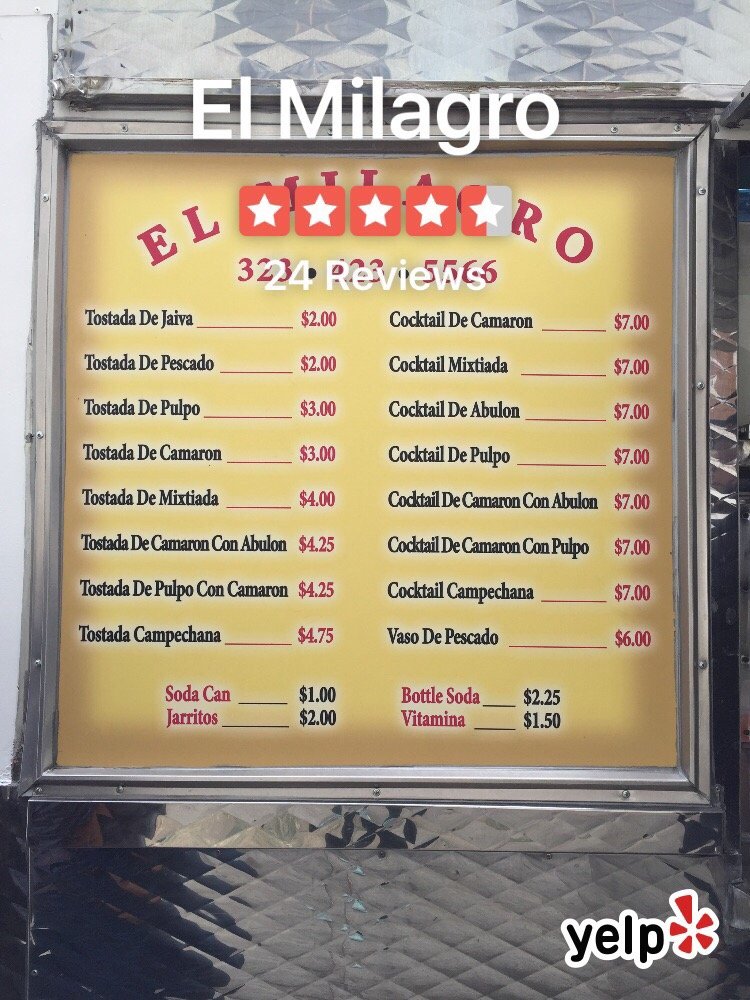 El Milagro
EL MILAGRO
24 Reviews
Tostada De Jaiva $2.00
Tostada De Pescado $2.00
Tostada De Pulpo $3.00
Tostada De Camaron $3.00
Tostada De Mixtiada $4.00
Tostada De Camaron Con Abulon $4.25
Tostada De Pulpo Con Camaron $4.25
Tostada Campechana $4.75
Cocktail De Camaron $7.00
Cocktail Mixtiada $7.00
Cocktail De Abulon $7.00
Cocktail De Pulpo $7.00
Cocktail De Camaron Con Abulon $7.00
Cocktail De Camaron Con Pulpo $7.00
Cocktail Campechana $7.00
Vaso De Pescado $6.00
Soda Can $1.00
Jarritos $2.00
Bottle Soda $2.25
Vitamina $1.50
yelp